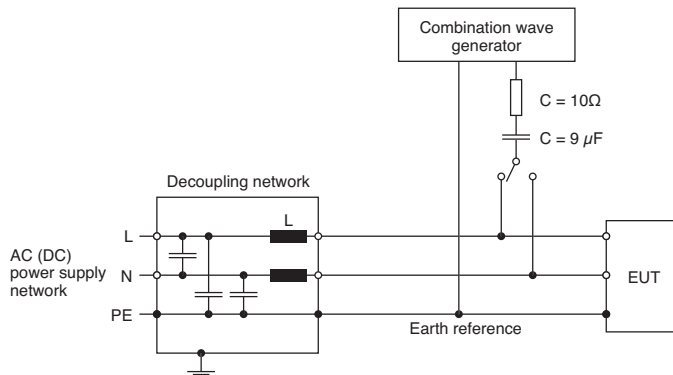 Combination wave
generator
C = 10Ω
C = 9 µF
Decoupling network
L
L
AC (DC)
power supply
network
N
EUT
PE
Earth reference